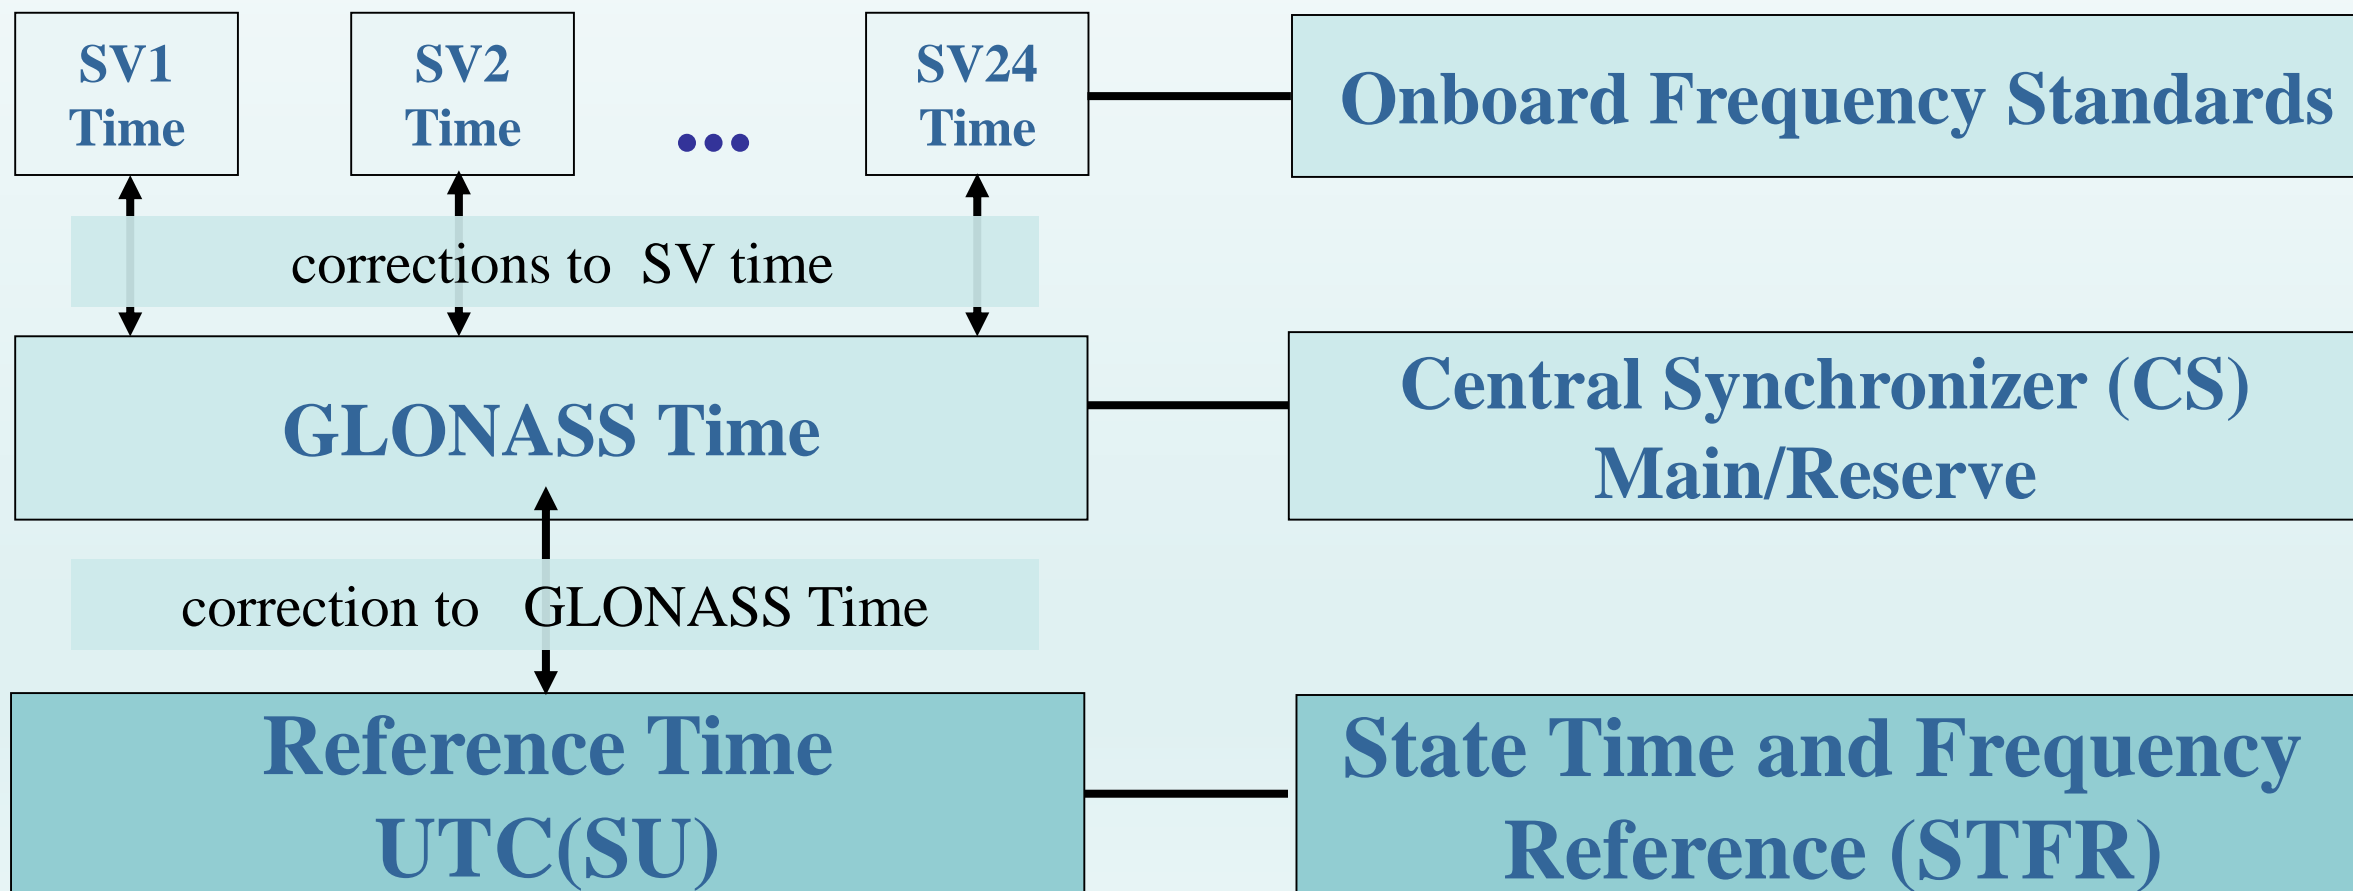 SV1
Time
SV2
Time
...
SV24
Time
Onboard Frequency Standards
corrections to SV time
GLONASS Time
Central Synchronizer (CS)
Main/Reserve
correction to GLONASS Time
Reference Time
UTC(SU)
State Time and Frequency
Reference (STFR)